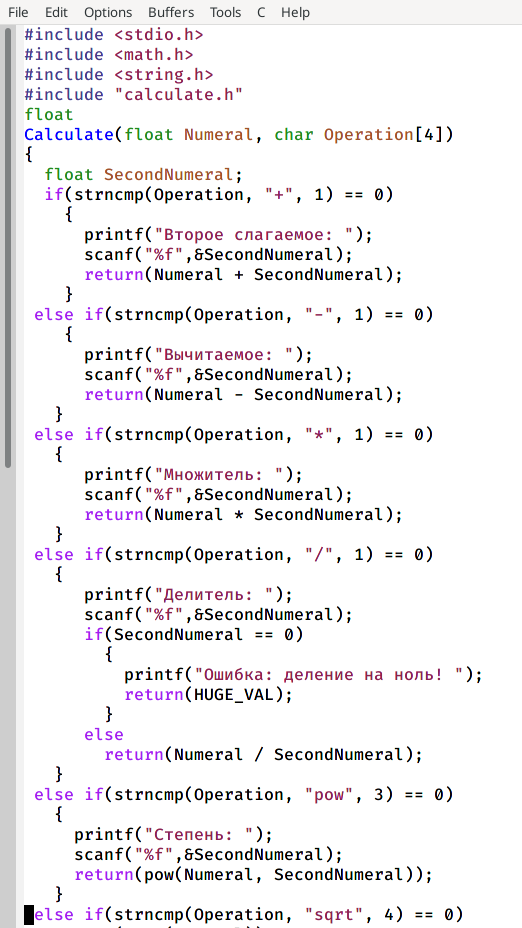 File Edit Options Buffers Tools C Help
#include <stdio.h>
#include <math.h>
#include <string.h>
#include "calculate.h"
float
Calculate(float Numeral, char Operation[4])
{
  float SecondNumeral;
  if(strncmp(Operation, "+", 1) == 0)
    {
      printf("Второе слагаемое: ");
      scanf("%f",&SecondNumeral);
      return(Numeral + SecondNumeral);
    }
 else if(strncmp(Operation, "-", 1) == 0)
    {
      printf("Вычитаемое: ");
      scanf("%f",&SecondNumeral);
      return(Numeral - SecondNumeral);
   }
 else if(strncmp(Operation, "*", 1) == 0)
   {
      printf("Множитель: ");
      scanf("%f",&SecondNumeral);
      return(Numeral * SecondNumeral);
   }
 else if(strncmp(Operation, "/", 1) == 0)
   {
      printf("Делитель: ");
      scanf("%f",&SecondNumeral);
      if(SecondNumeral == 0)
        {
          printf("Ошибка: деление на ноль! ");
          return(HUGE_VAL);
        }
      else
        return(Numeral / SecondNumeral);
   }
 else if(strncmp(Operation, "pow", 3) == 0)
   {
     printf("Степень: ");
     scanf("%f",&SecondNumeral);
     return(pow(Numeral, SecondNumeral));
   }
 else if(strncmp(Operation, "sqrt", 4) == 0)